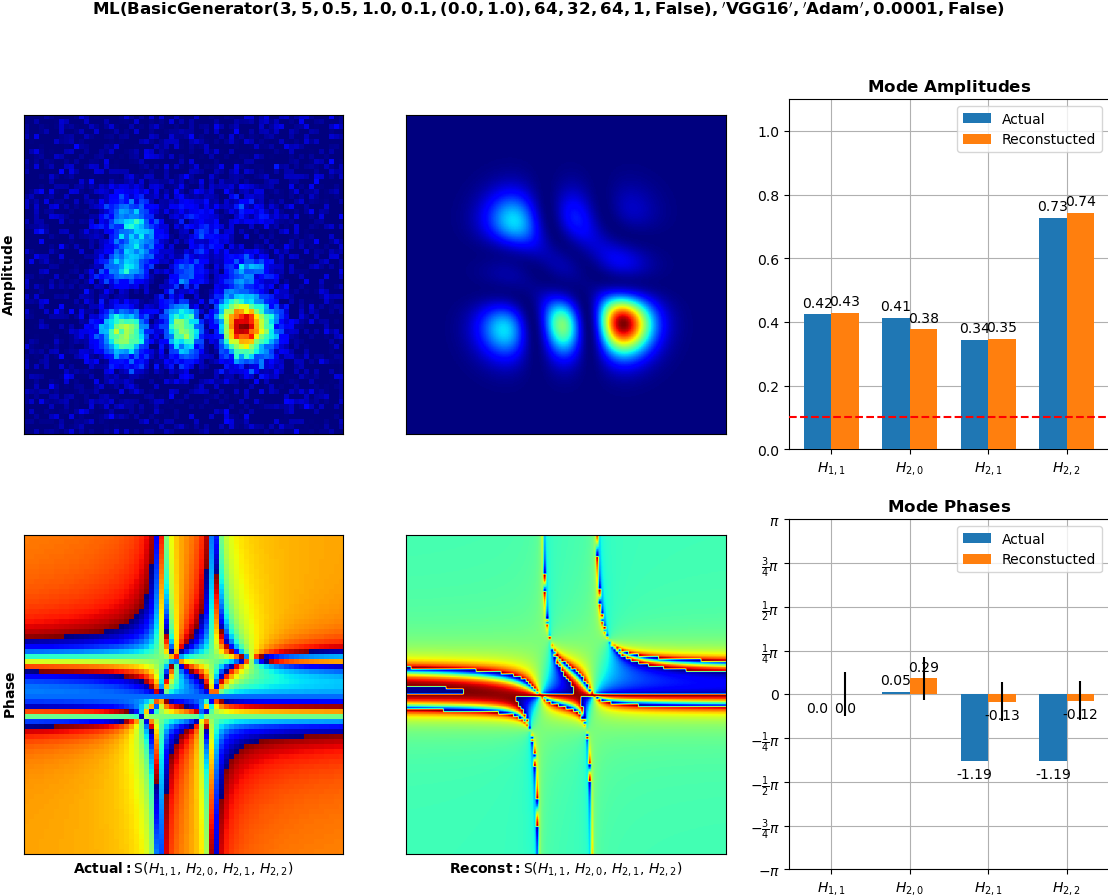 ML(BasicGenerator(3, 5, 0.5, 1.0, 0.1, (0.0, 1.0), 64, 32, 64, 1, False), 'VGG16', 'Adam', 0.0001, False)
Mode Amplitudes
Amplitude
Actual
Reconstucted
1.0
0.8
0.6
0.4
0.2
0.0
0.42
0.43
0.41
0.38
0.34
0.35
0.73
0.74
H1,1
H2,0
H2,1
H2,2
Mode Phases
Phase
Actual
Reconstucted
π
3/4π
1/2π
1/4π
0
−1/4π
−1/2π
−3/4π
−π
0.0
0.0
0.05
0.29
-1.19
-0.13
-1.19
-0.12
H1,1
H2,0
H2,1
H2,2
Actual: S(H1,1, H2,0, H2,1, H2,2)
Reconst: S(H1,1, H2,0, H2,1, H2,2)